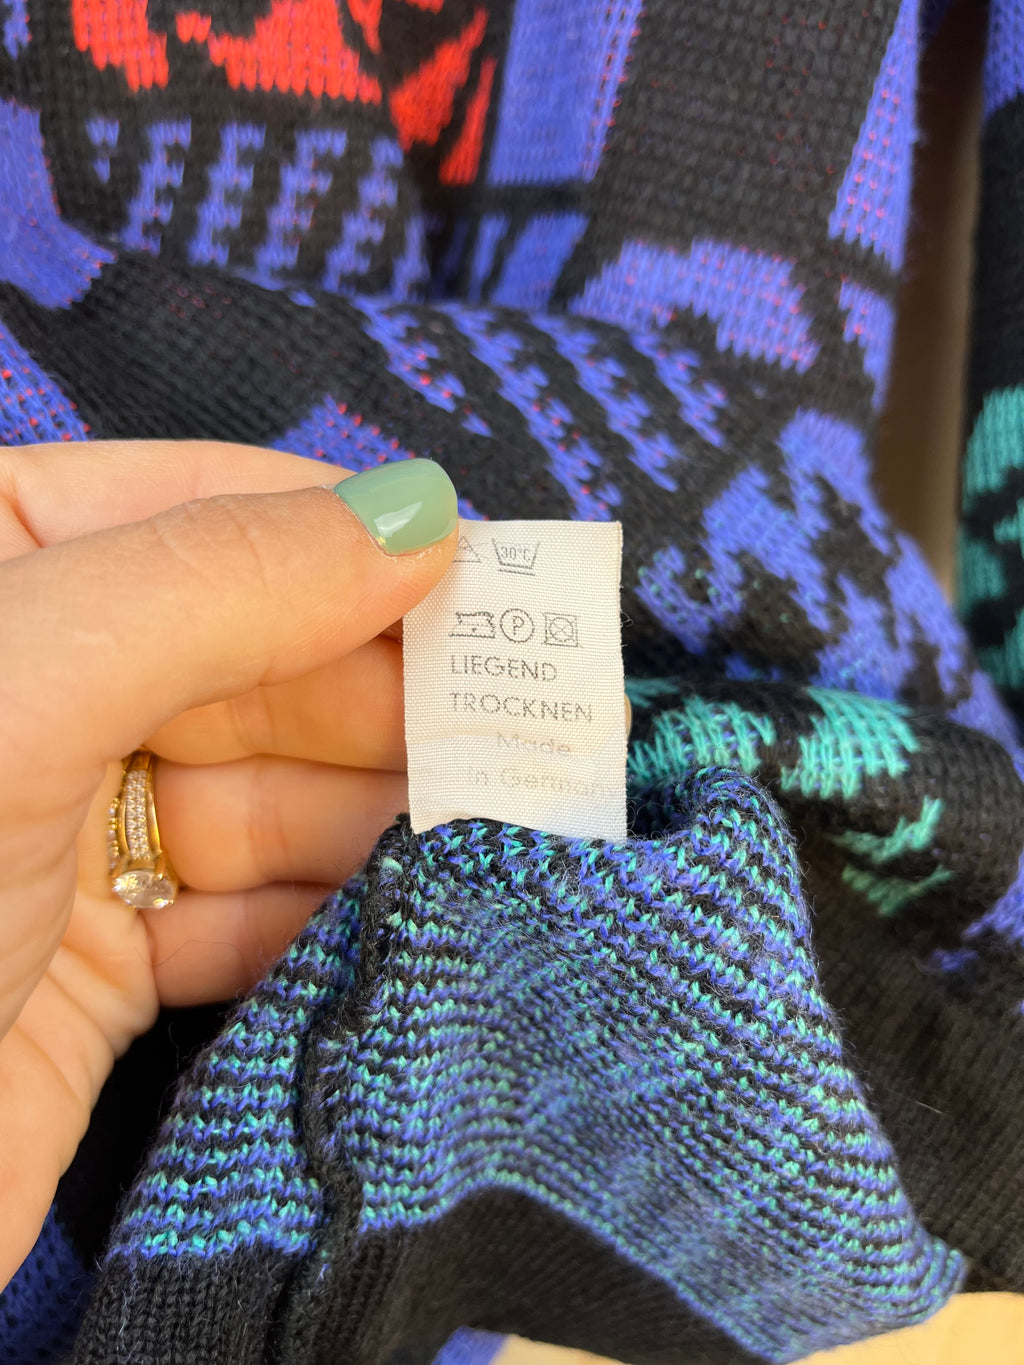 30°C
P
LIEGEND
TROCKNEN
Made
in Germany